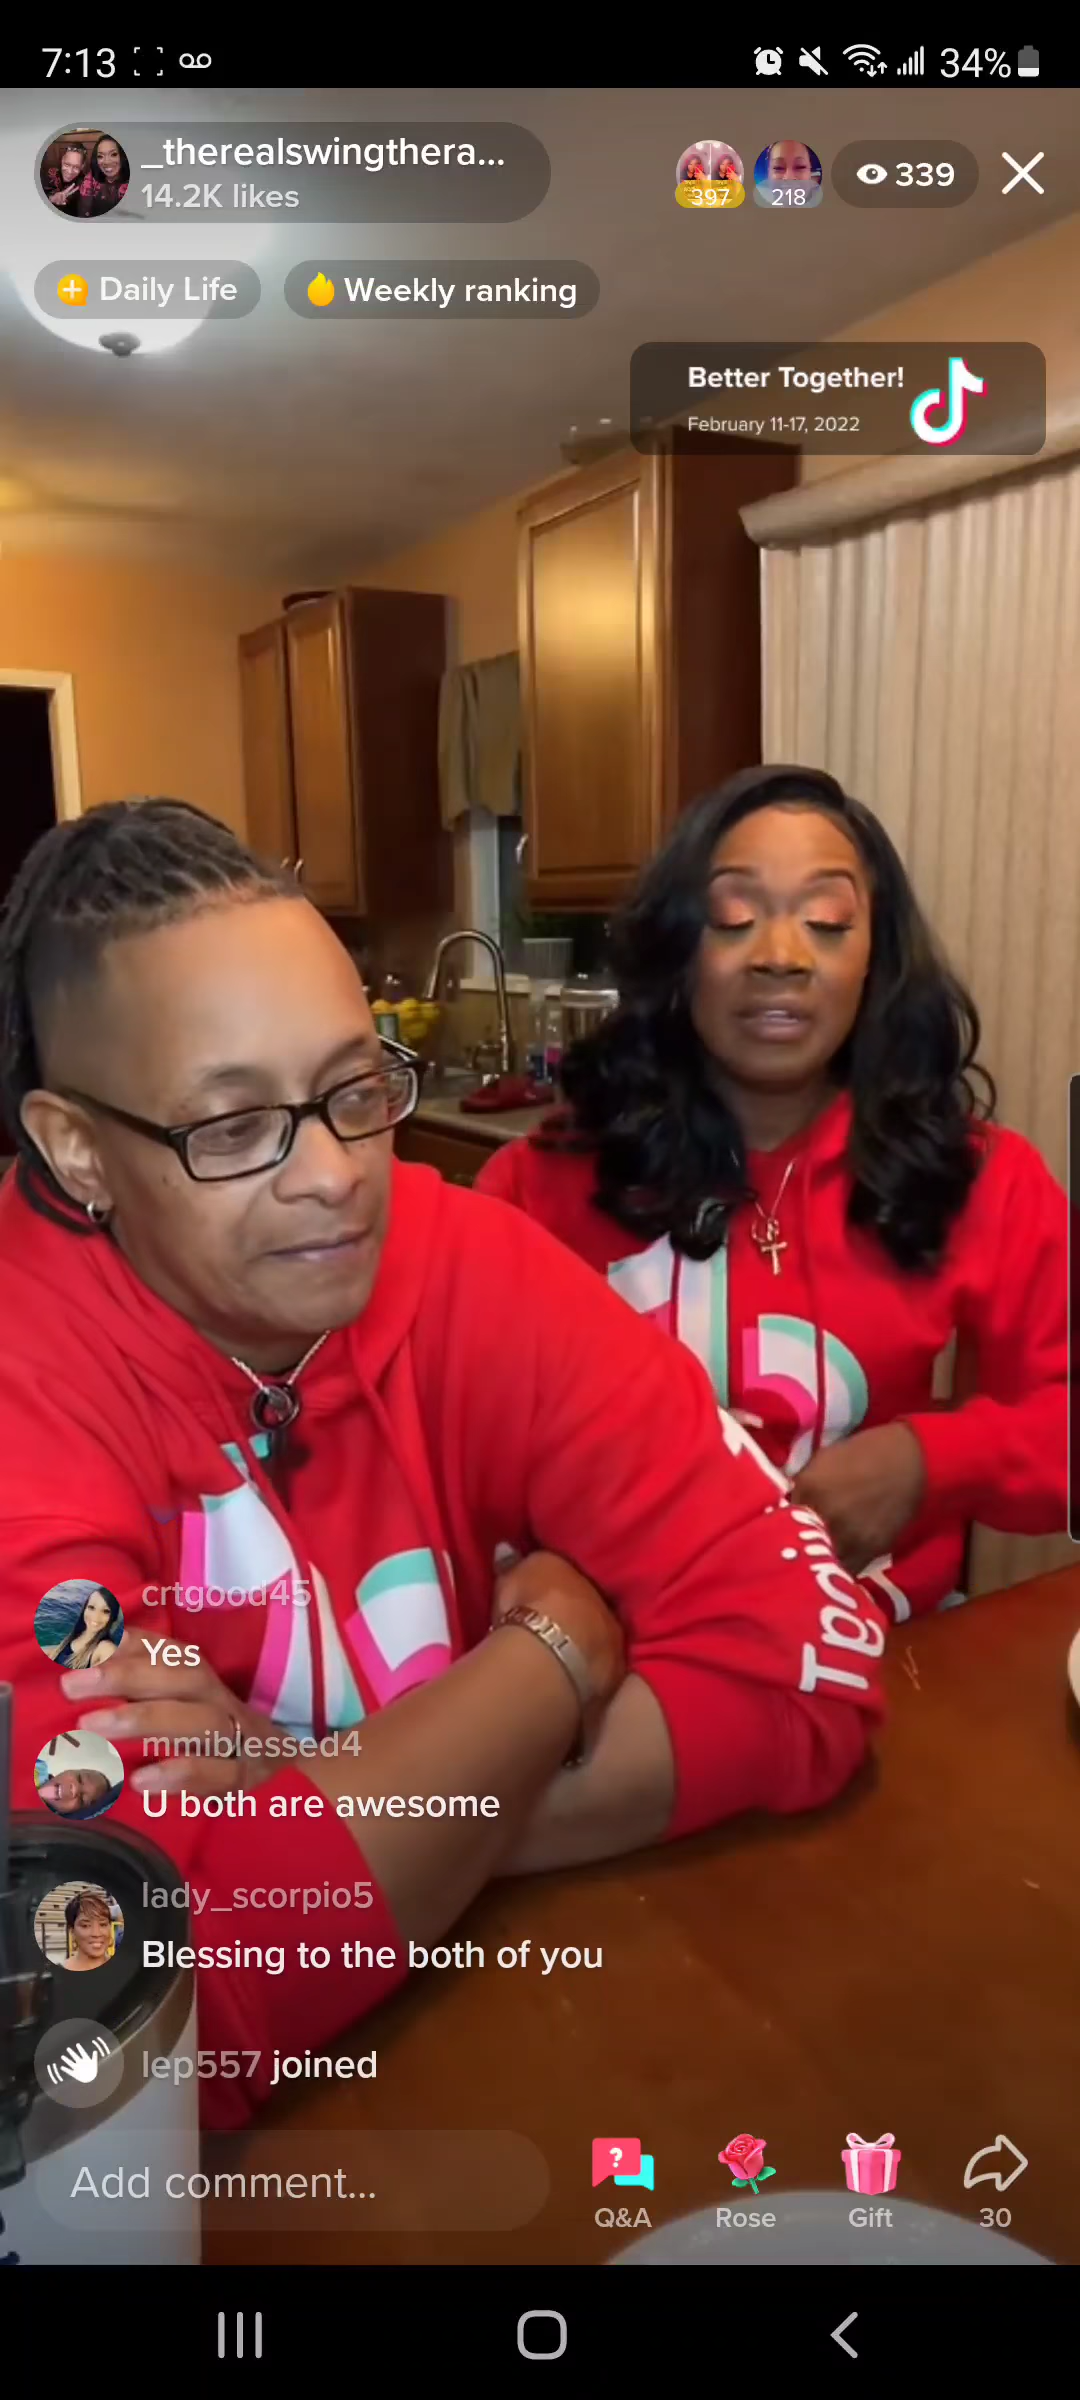 7:13
34%
_therealswingthera...
14.2K likes
397
218
339
Daily Life
Weekly ranking
Better Together!
February 11-17, 2022
crtgood45
Yes
mmiblessed4
U both are awesome
lady_scorpio5
Blessing to the both of you
lep557 joined
Add comment...
Q&A
Rose
Gift
30